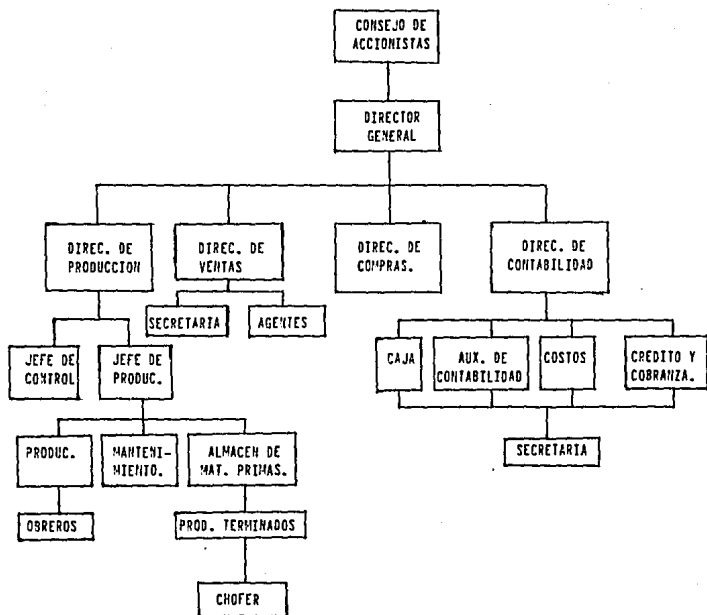 CONSEJO DE
ACCIONISTAS
DIRECTOR
GENERAL
DIREC. DE
PRODUCCION
DIREC. DE
VENTAS
DIREC. DE
COMPRAS.
DIREC. DE
CONTABILIDAD
SECRETARIA
AGENTES
JEFE DE
CONTROL
JEFE DE
PRODUC.
CAJA
AUX. DE
CONTABILIDAD
COSTOS
CREDITO Y
COBRANZA.
PRODUC.
MANTENI-
MIENTO.
ALMACEN DE
MAT. PRIMAS.
SECRETARIA
OBREROS
PROD. TERMINADOS
CHOFER